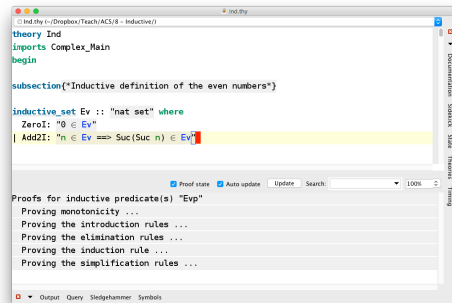 Ind.thy
Ind.thy (~/Dropbox/Teach/ACS/8 - Inductive/)
theory Ind
imports Complex_Main
begin
subsection{*Inductive definition of the even numbers*}
inductive_set Ev :: "nat set" where
ZeroI: "0 ∈ Ev"
| Add2I: "n ∈ Ev ==> Suc(Suc n) ∈ Ev"
Proof state Auto update Update Search: 100%
Proofs for inductive predicate(s) "Evp"
Proving monotonicity ...
Proving the introduction rules ...
Proving the elimination rules ...
Proving the induction rule ...
Proving the simplification rules ...
Output Query Sledgehammer Symbols
Documentation Sidekick State Theories Timing